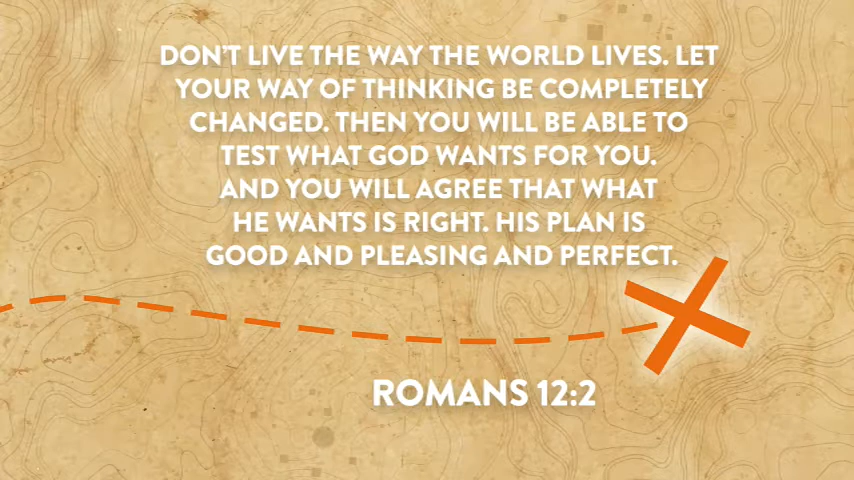 DON'T LIVE THE WAY THE WORLD LIVES. LET
YOUR WAY OF THINKING BE COMPLETELY
CHANGED. THEN YOU WILL BE ABLE TO
TEST WHAT GOD WANTS FOR YOU.
AND YOU WILL AGREE THAT WHAT
HE WANTS IS RIGHT. HIS PLAN IS
GOOD AND PLEASING AND PERFECT.
ROMANS 12:2